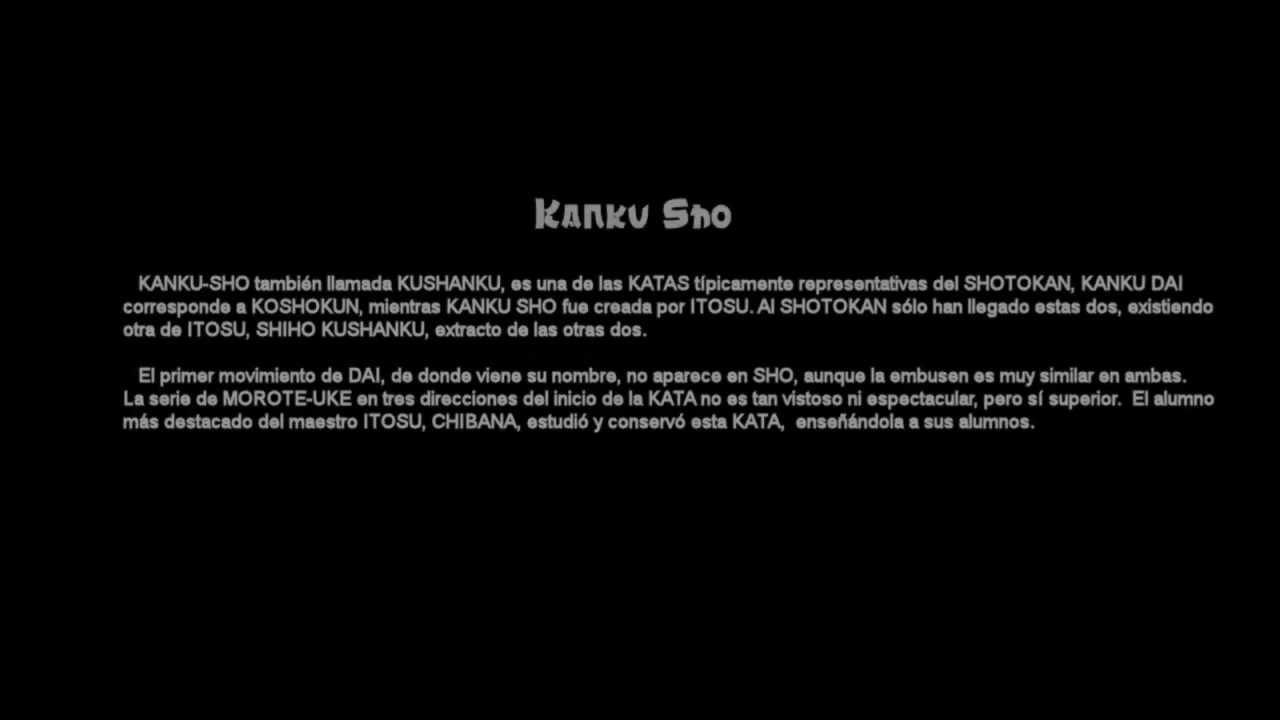 Kanku Sho
KANKU-SHO también llamada KUSHANKU, es una de las KATAS típicamente representativas del SHOTOKAN, KANKU DAI
corresponde a KOSHOKUN, mientras KANKU SHO fue creada por ITOSU. Al SHOTOKAN sólo han llegado estas dos, existiendo
otra de ITOSU, SHIHO KUSHANKU, extracto de las otras dos.
El primer movimiento de DAI, de donde viene su nombre, no aparece en SHO, aunque la embusen es muy similar en ambas.
La serie de MOROTE-UKE en tres direcciones del inicio de la KATA no es tan vistoso ni espectacular, pero sí superior. El alumno
más destacado del maestro ITOSU, CHIBANA, estudió y conservó esta KATA, enseñándola a sus alumnos.